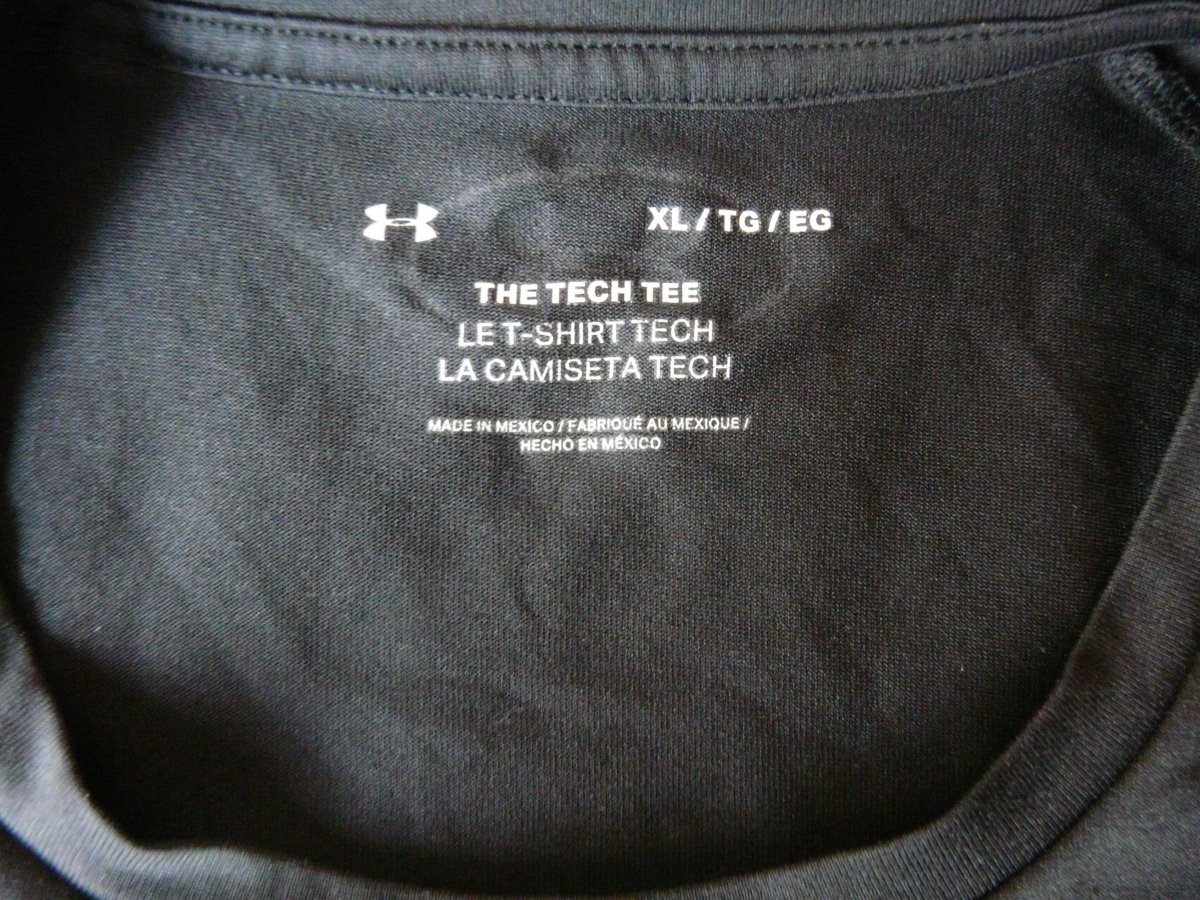 XL / TG / EG
THE TECH TEE
LE T-SHIRT TECH
LA CAMISETA TECH
MADE IN MEXICO / FABRIQUÉ AU MEXIQUE /
HECHO EN MÉXICO